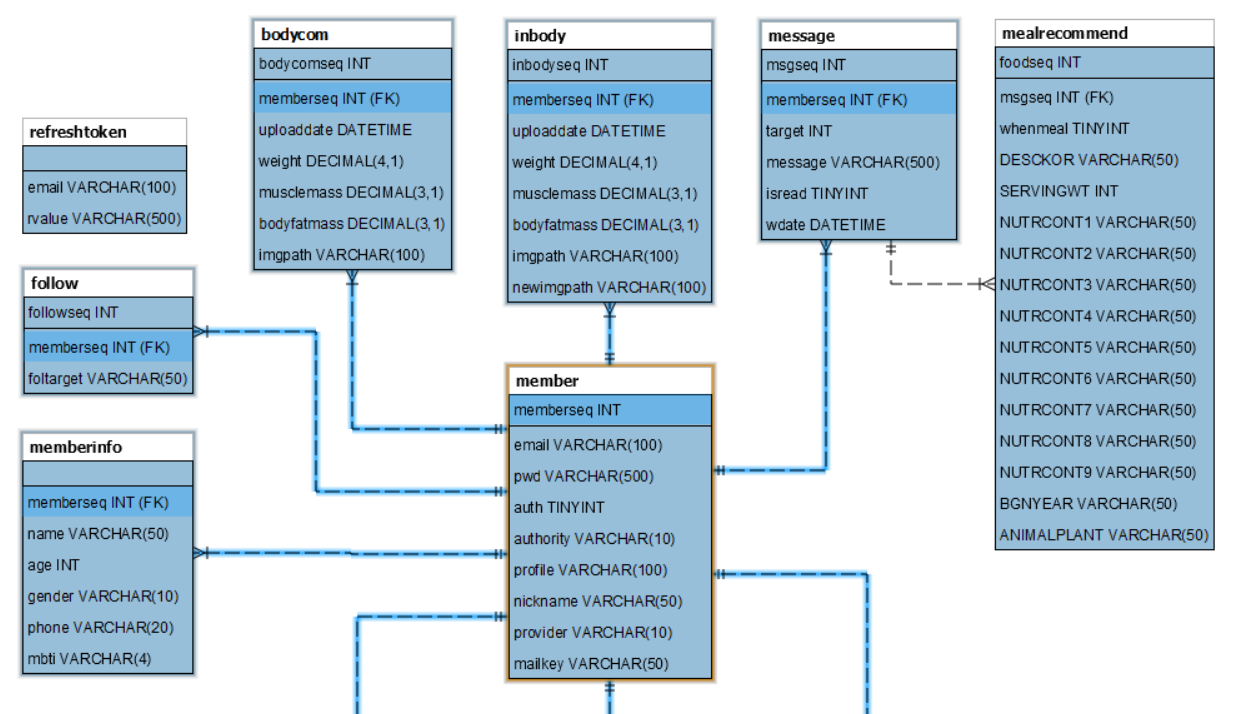 bodycom
bodycomseq INT
memberseq INT (FK)
uploaddate DATETIME
weight DECIMAL(4,1)
musclemass DECIMAL(3,1)
bodyfatmass DECIMAL(3,1)
imgpath VARCHAR(100)
inbody
inbodyseq INT
memberseq INT (FK)
uploaddate DATETIME
weight DECIMAL(4,1)
musclemass DECIMAL(3,1)
bodyfatmass DECIMAL(3,1)
imgpath VARCHAR(100)
newimgpath VARCHAR(100)
message
msgseq INT
memberseq INT (FK)
target INT
message VARCHAR(500)
isread TINYINT
wdate DATETIME
mealrecommend
foodseq INT
msgseq INT (FK)
whenmeal TINYINT
DESCKOR VARCHAR(50)
SERVINGWT INT
NUTRCONT1 VARCHAR(50)
NUTRCONT2 VARCHAR(50)
NUTRCONT3 VARCHAR(50)
NUTRCONT4 VARCHAR(50)
NUTRCONT5 VARCHAR(50)
NUTRCONT6 VARCHAR(50)
NUTRCONT7 VARCHAR(50)
NUTRCONT8 VARCHAR(50)
NUTRCONT9 VARCHAR(50)
BGNYEAR VARCHAR(50)
ANIMALPLANT VARCHAR(50)
refreshtoken
email VARCHAR(100)
rvalue VARCHAR(500)
follow
followseq INT
memberseq INT (FK)
foltarget VARCHAR(50)
memberinfo
memberseq INT (FK)
name VARCHAR(50)
age INT
gender VARCHAR(10)
phone VARCHAR(20)
mbti VARCHAR(4)
member
memberseq INT
email VARCHAR(100)
pwd VARCHAR(500)
auth TINYINT
authority VARCHAR(10)
profile VARCHAR(100)
nickname VARCHAR(50)
provider VARCHAR(10)
mailkey VARCHAR(50)